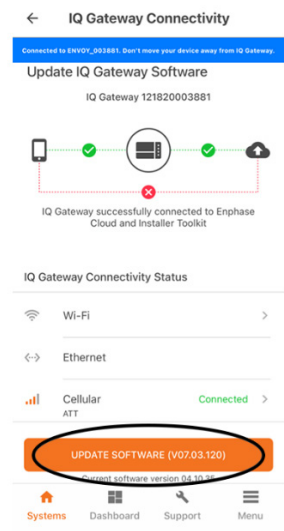 IQ Gateway Connectivity
Connected to ENVOY_003881. Don't move your device away from IQ Gateway.
Update IQ Gateway Software
IQ Gateway 121820003881
IQ Gateway successfully connected to Enphase
Cloud and Installer Toolkit
IQ Gateway Connectivity Status
Wi-Fi
Ethernet
Cellular
Connected
ATT
UPDATE SOFTWARE (V07.03.120)
Current software version 04.10.35
Systems
Dashboard
Support
Menu